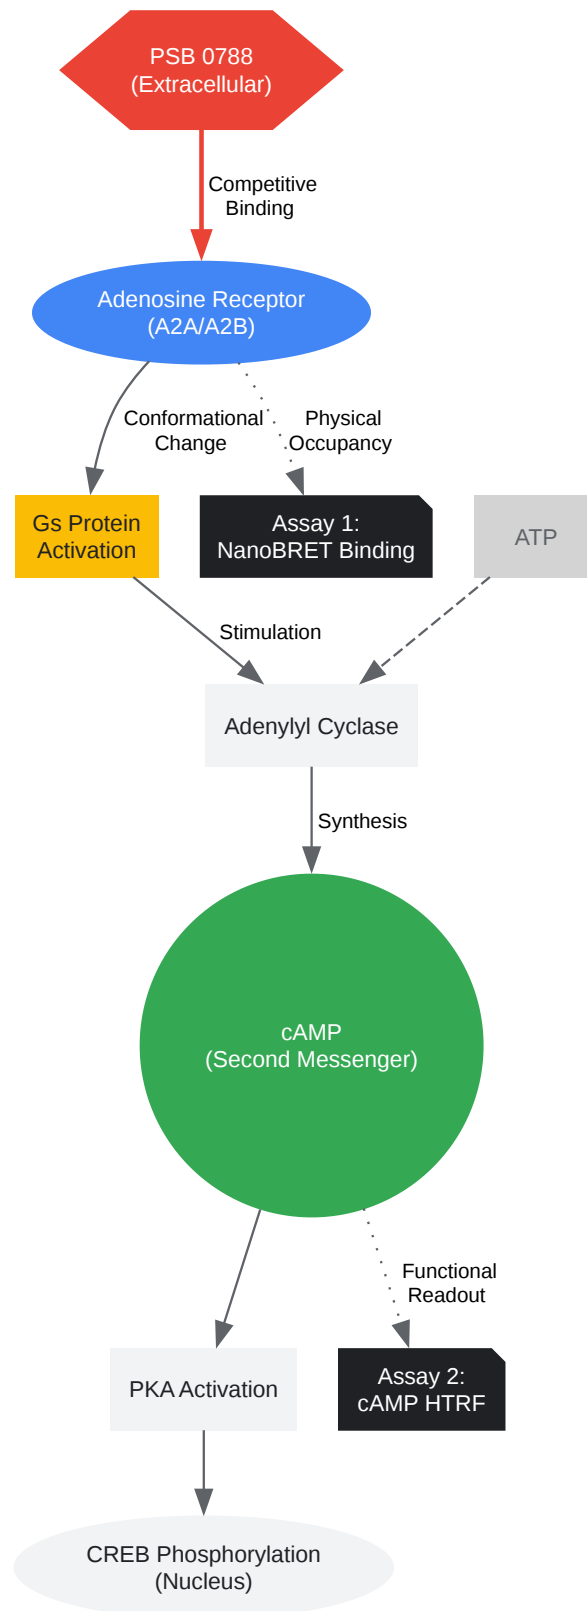 PSB 0788
(Extracellular)
Competitive
Binding
Adenosine Receptor
(A2A/A2B)
Conformational
Change
Physical
Occupancy
Gs Protein
Activation
Assay 1:
NanoBRET Binding
ATP
Stimulation
Adenylyl Cyclase
Synthesis
cAMP
(Second Messenger)
Functional
Readout
PKA Activation
Assay 2:
cAMP HTRF
CREB Phosphorylation
(Nucleus)